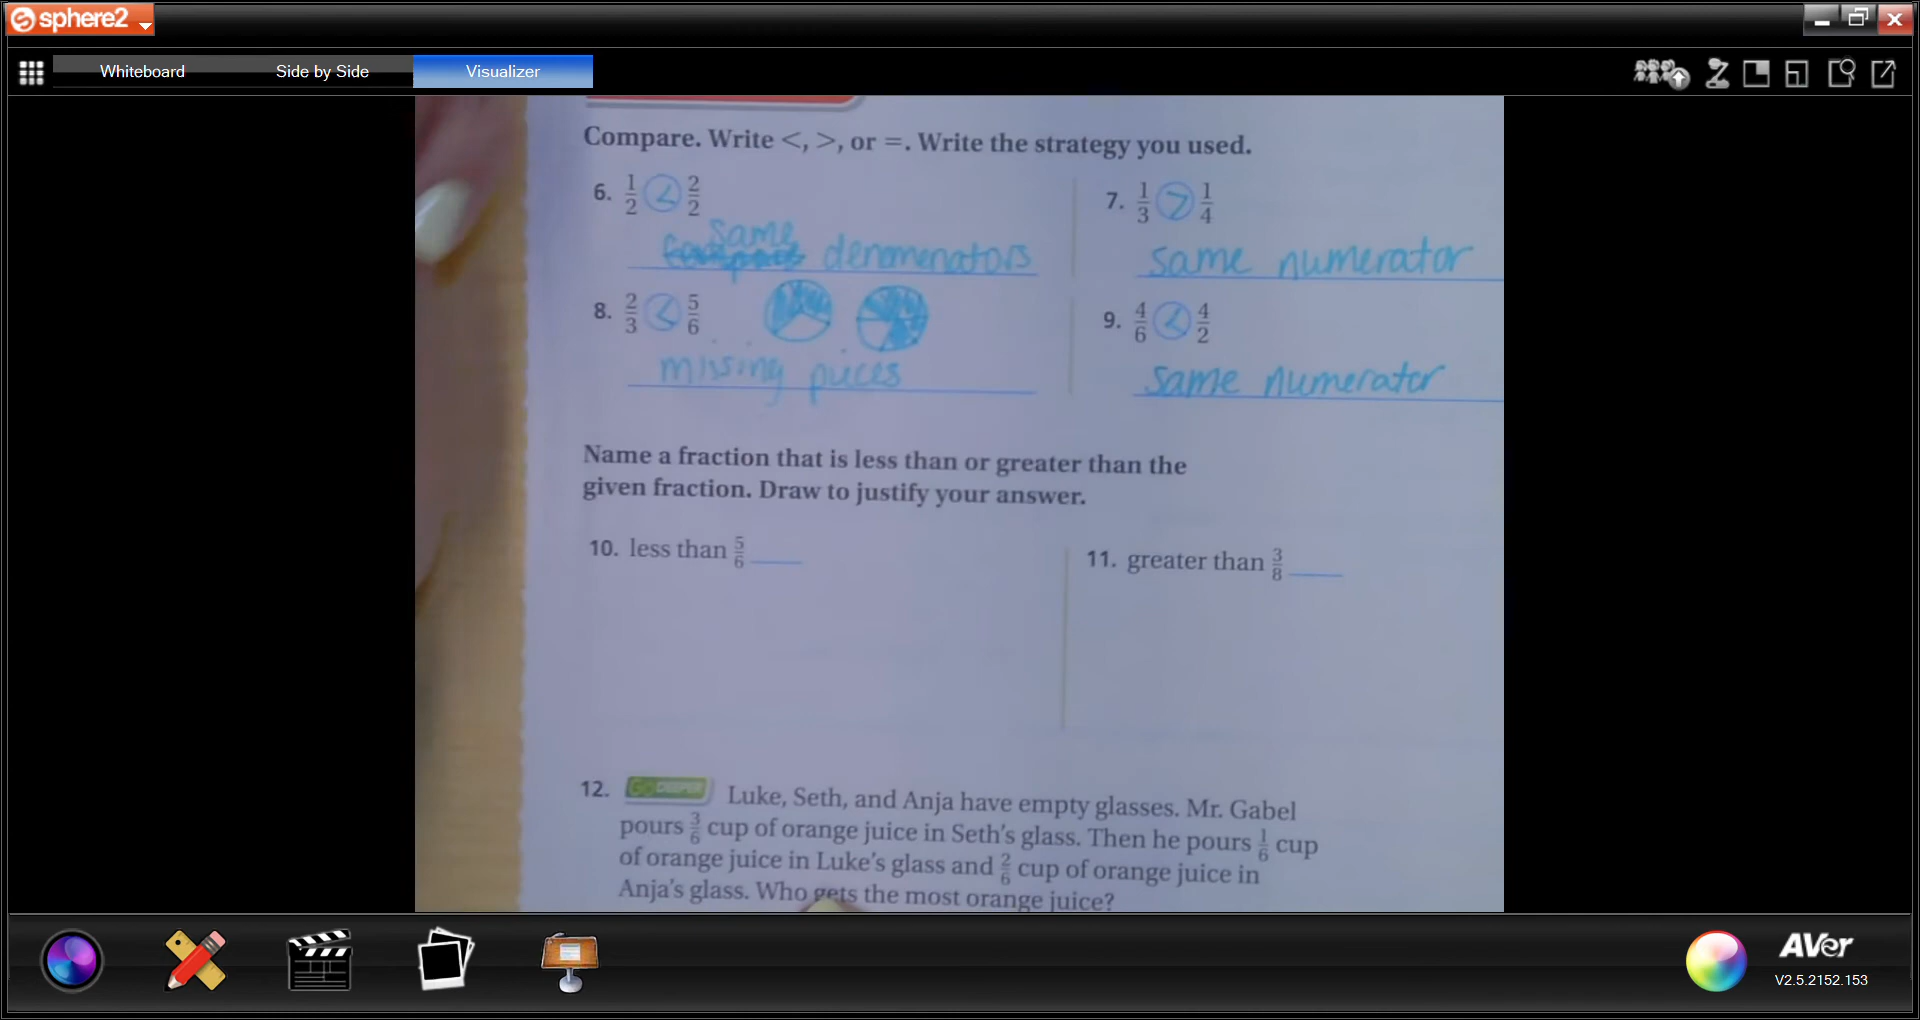 sphere2
Whiteboard Side by Side Visualizer
Compare. Write <, >, or =. Write the strategy you used.
6. 1/2 < 2/2
same denomenators
7. 1/3 > 1/4
same numerator
8. 2/3 < 5/6
missing pieces
9. 4/6 < 4/2
same numerator
Name a fraction that is less than or greater than the
given fraction. Draw to justify your answer.
10. less than 5/6
11. greater than 3/8
12. GO DEEPER Luke, Seth, and Anja have empty glasses. Mr. Gabel
pours 3/6 cup of orange juice in Seth's glass. Then he pours 1/6 cup
of orange juice in Luke's glass and 2/6 cup of orange juice in
Anja's glass. Who gets the most orange juice?
AVer
V2.5.2152.153